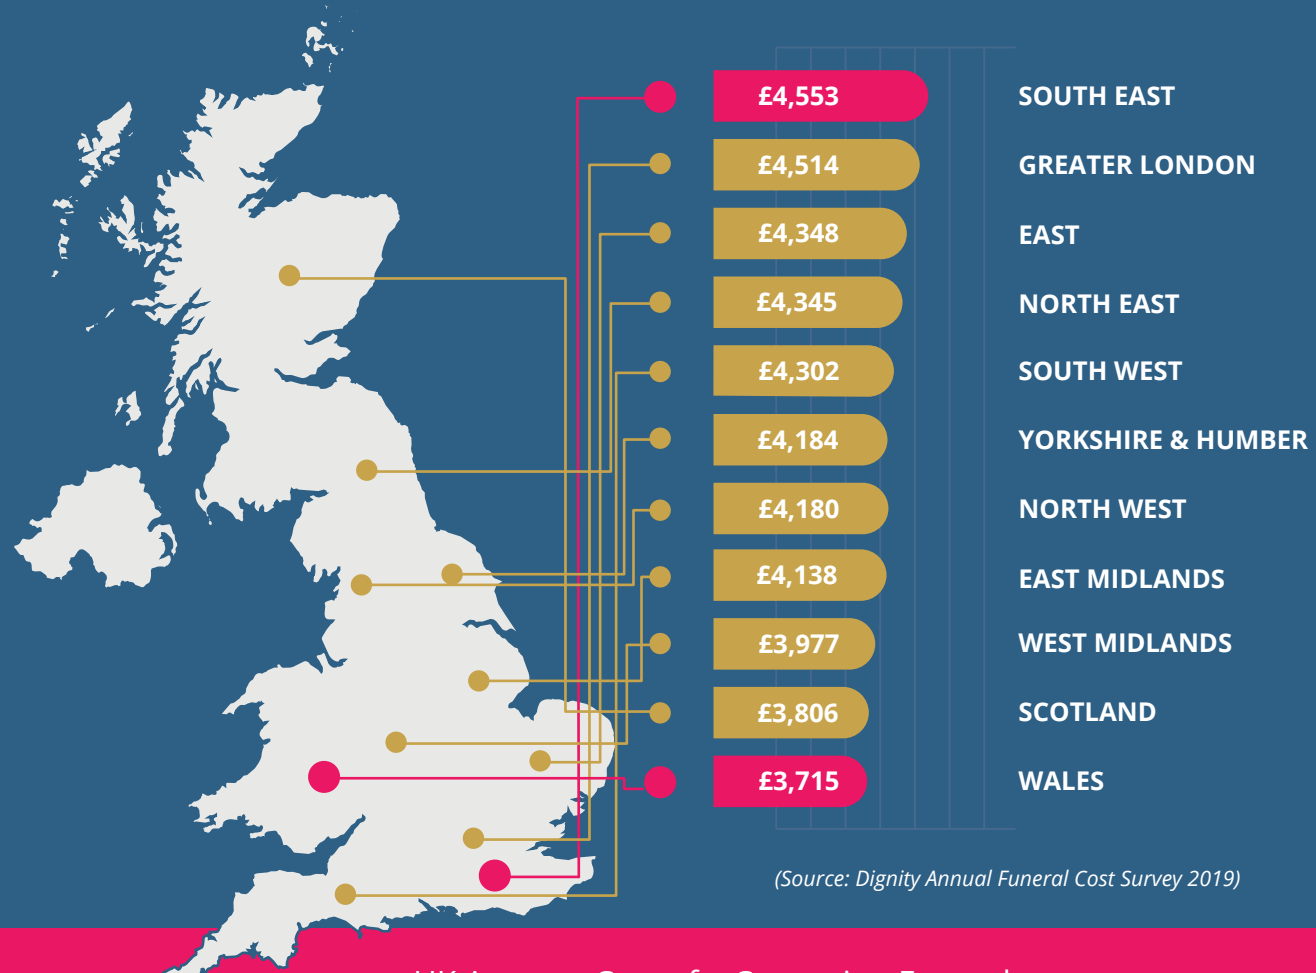 £4,553 SOUTH EAST
£4,514 GREATER LONDON
£4,348 EAST
£4,345 NORTH EAST
£4,302 SOUTH WEST
£4,184 YORKSHIRE & HUMBER
£4,180 NORTH WEST
£4,138 EAST MIDLANDS
£3,977 WEST MIDLANDS
£3,806 SCOTLAND
£3,715 WALES
(Source: Dignity Annual Funeral Cost Survey 2019)